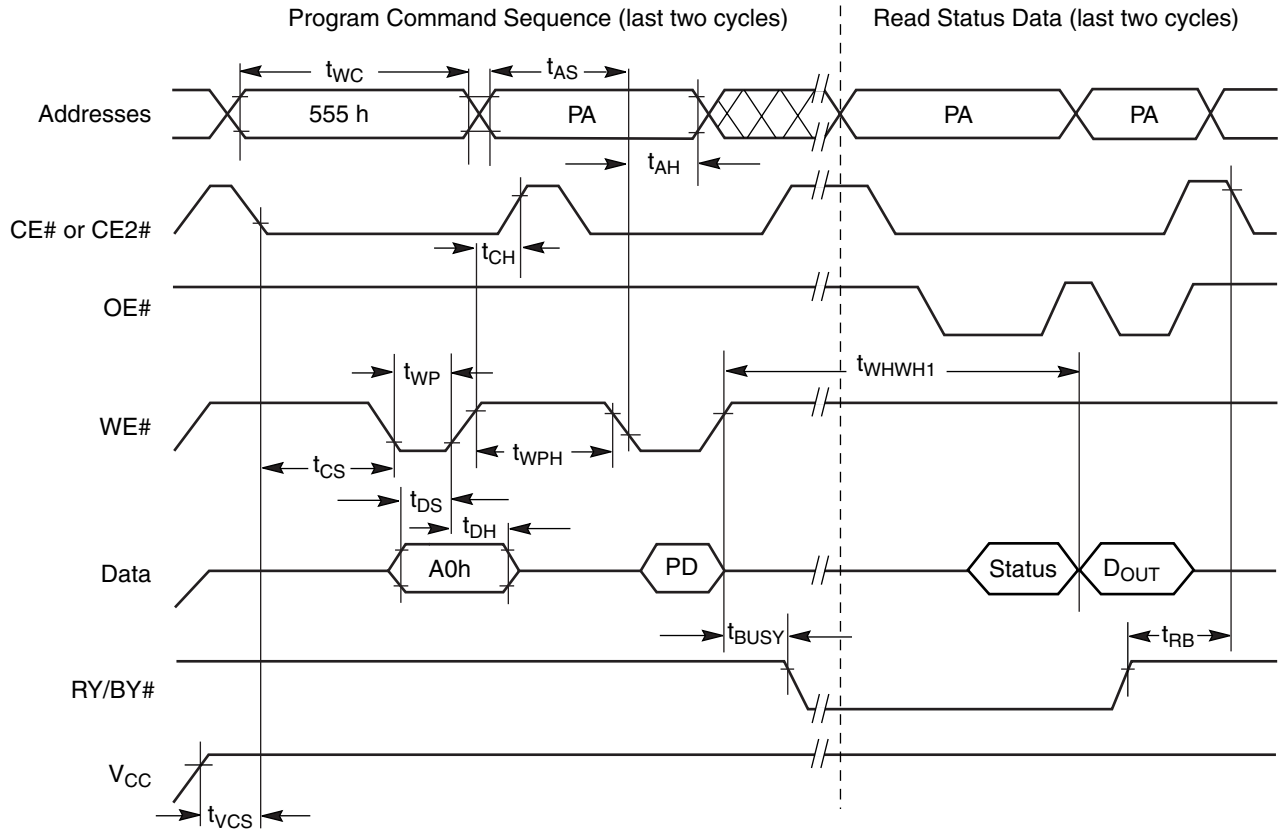 Program Command Sequence (last two cycles)
Read Status Data (last two cycles)
tWC
tAS
Addresses
555 h
PA
PA
PA
tAH
CE# or CE2#
tCH
OE#
tWP
tWHWH1
WE#
tCS
tWPH
tDS
tDH
Data
A0h
PD
Status
DOUT
tBUSY
tRB
RY/BY#
VCC
tVCS